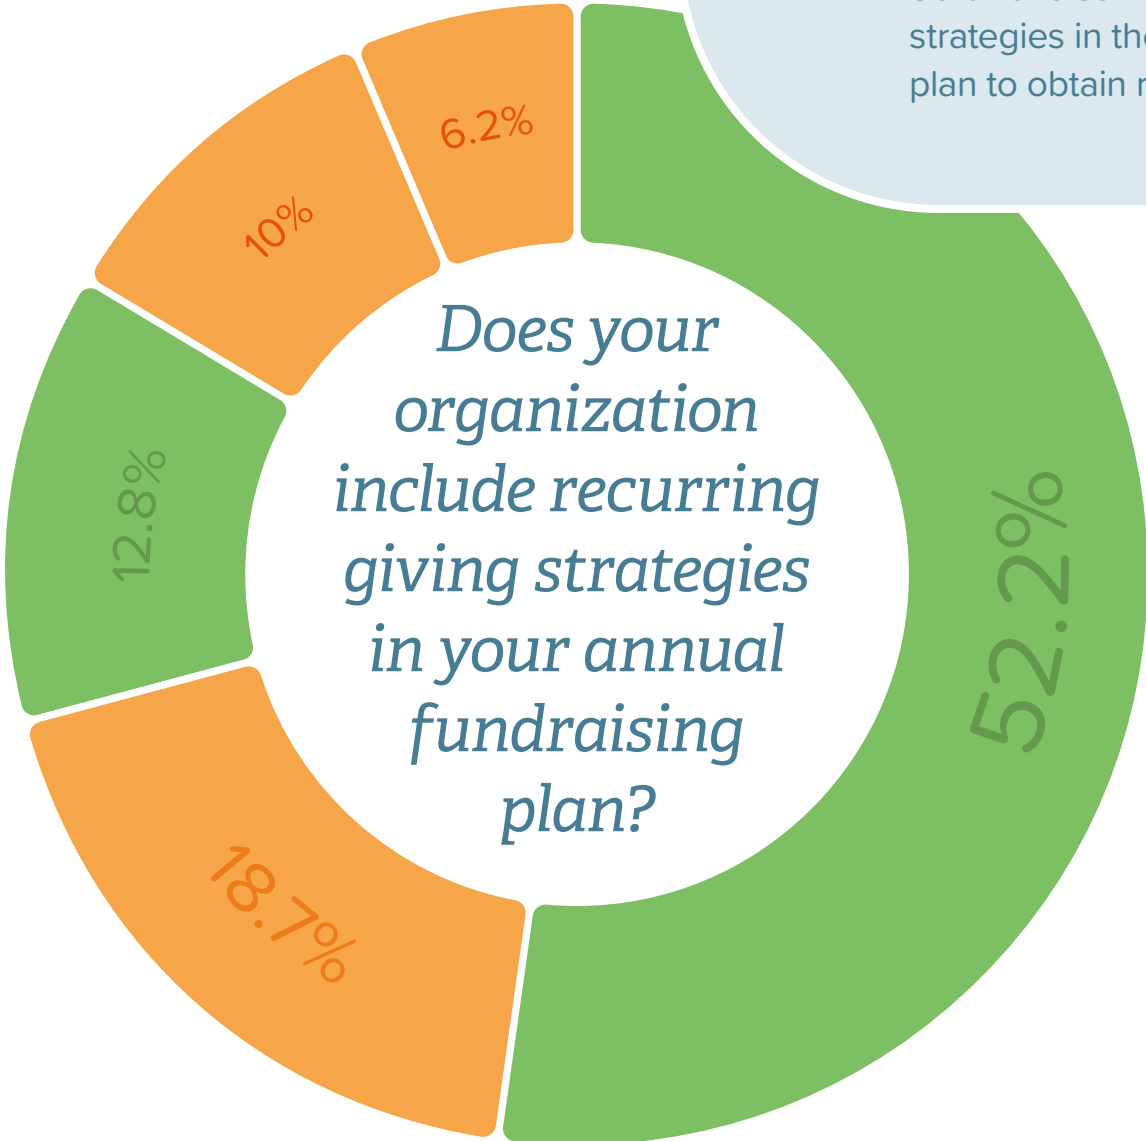 strategies in the
plan to obtain
6.2%
10%
12.8%
18.7%
52.2%
Does your
organization
include recurring
giving strategies
in your annual
fundraising
plan?